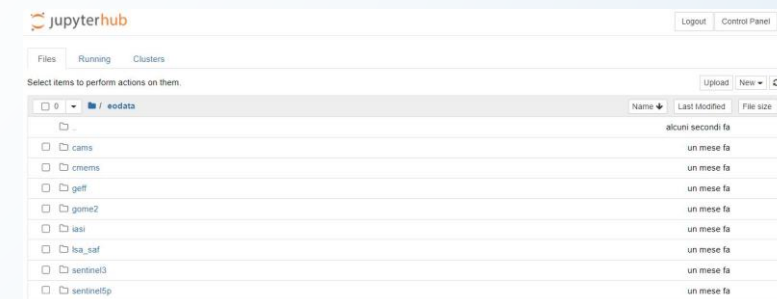 jupyterhub
Logout Control Panel
Files Running Clusters
Select items to perform actions on them.
Upload New
0 / eodata Name Last Modified File size
. alcuni secondi fa
cams un mese fa
cmems un mese fa
geff un mese fa
gome2 un mese fa
iasi un mese fa
lsa_saf un mese fa
sentinel3 un mese fa
sentinel5p un mese fa